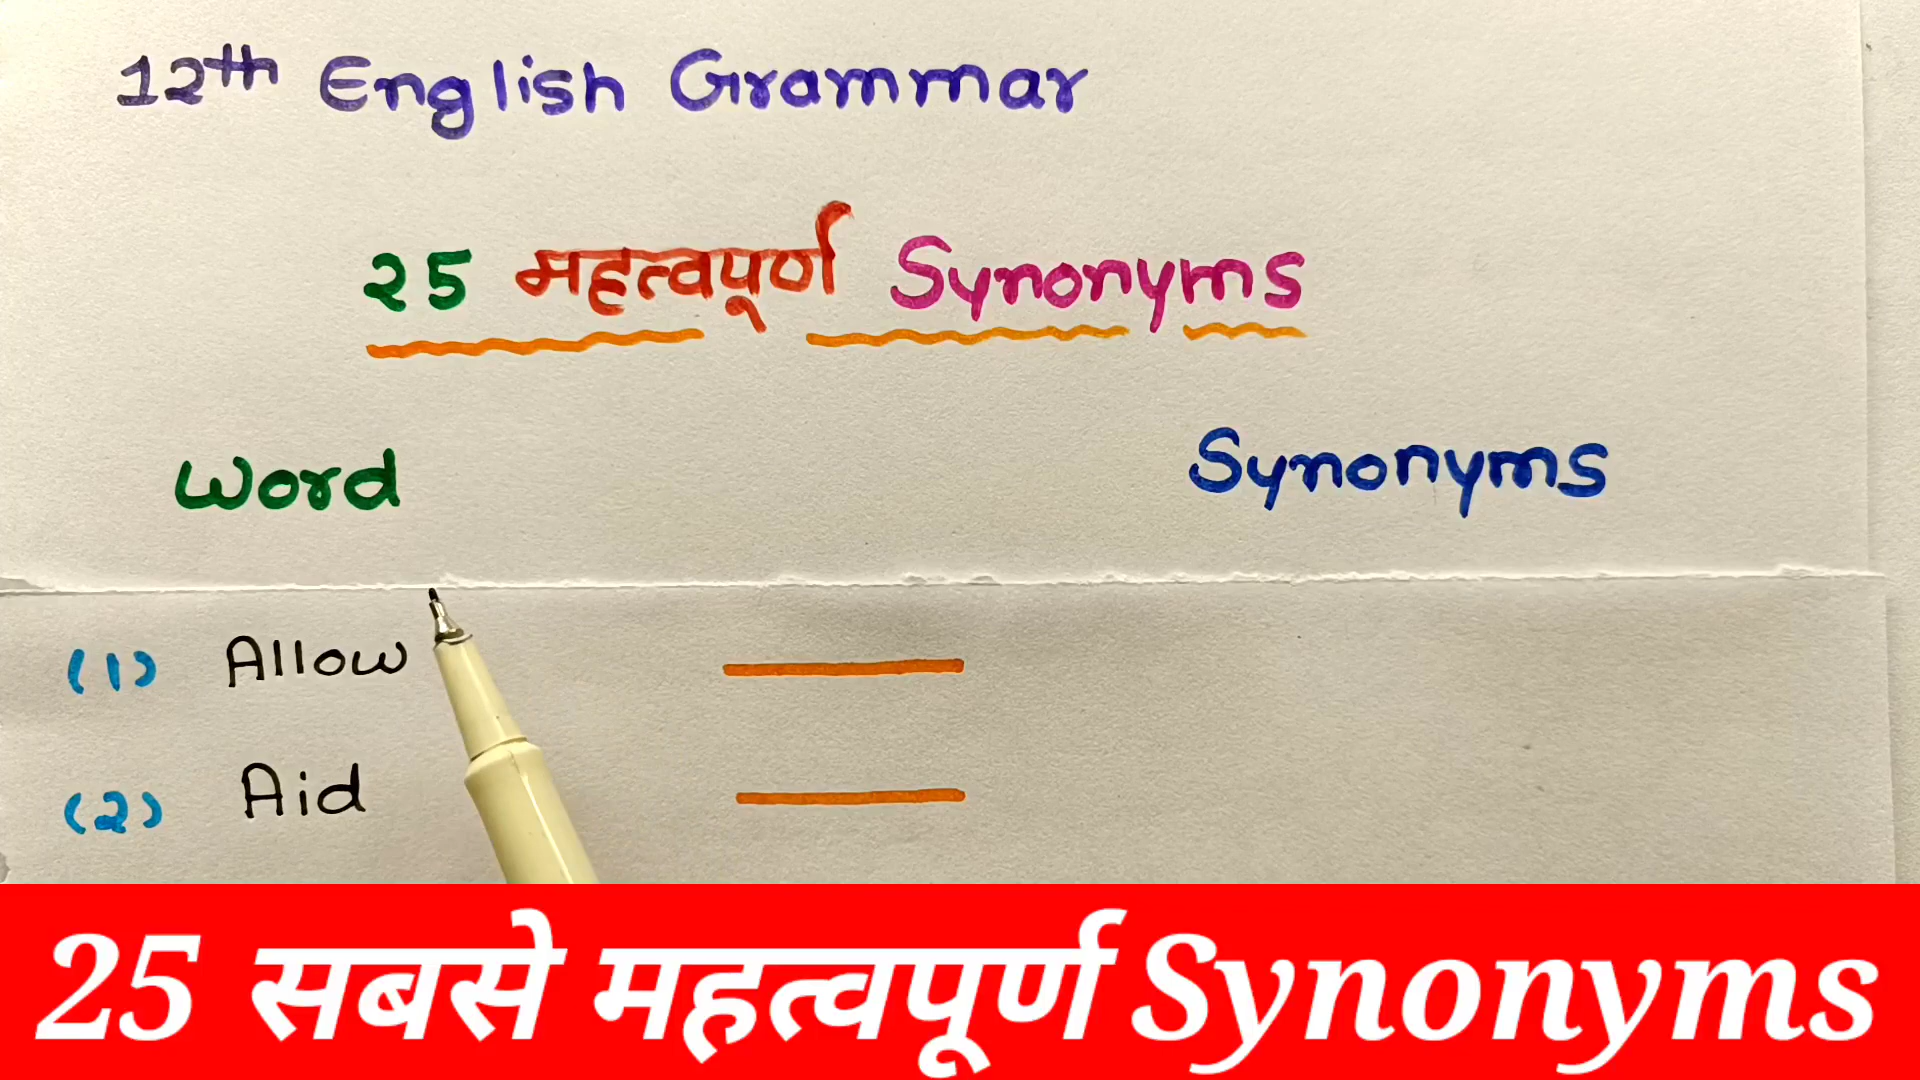 12th English Grammar
25 महत्वपूर्ण Synonyms
Word Synonyms
(1) Allow
(2) Aid
25 सबसे महत्वपूर्ण Synonyms